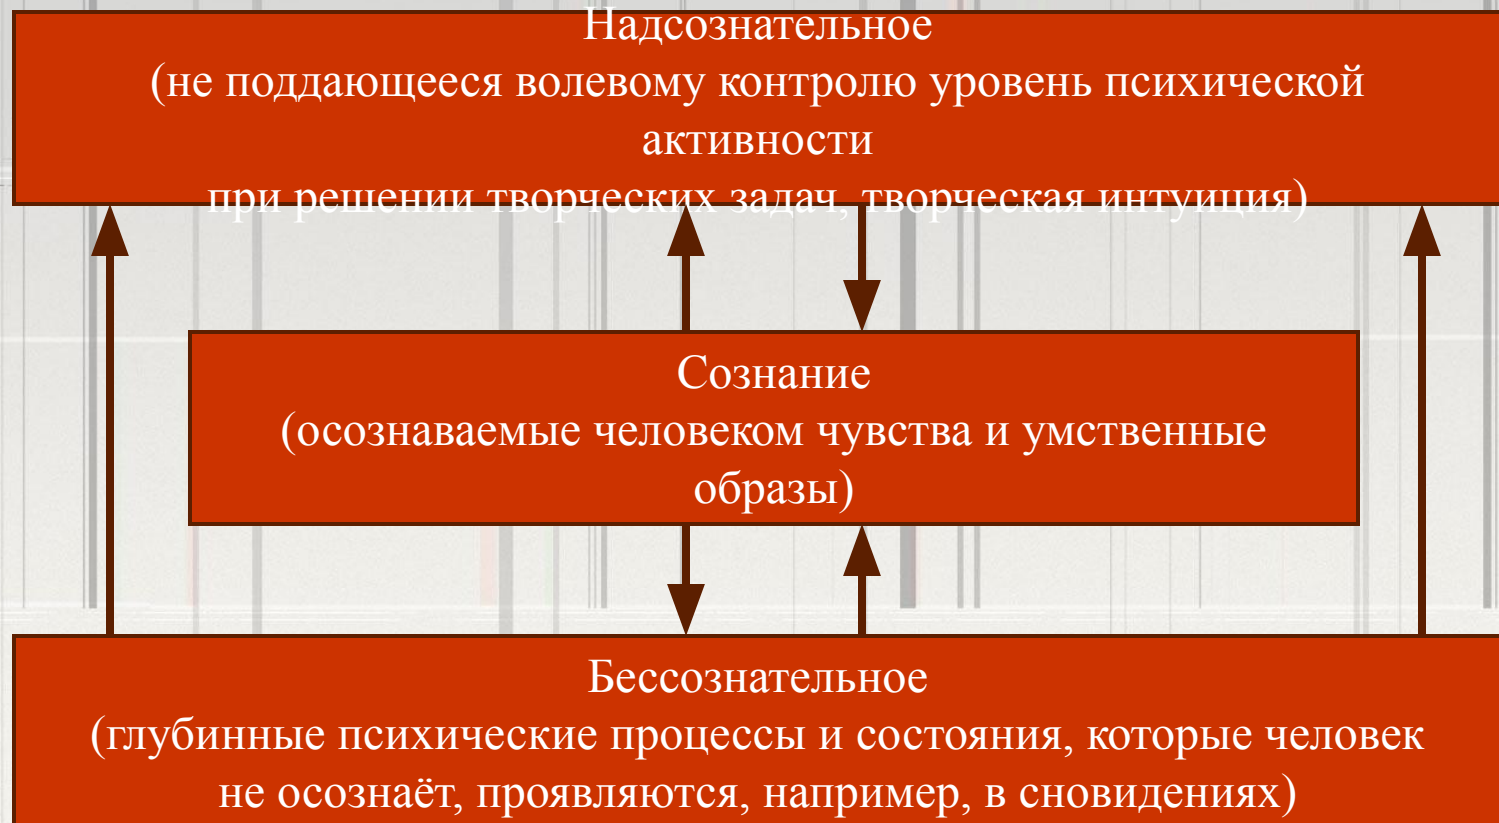 Надсознательное
(не поддающееся волевому контролю уровень психической
активности
при решении творческих задач, творческая интуиция)
Сознание
(осознаваемые человеком чувства и умственные
образы)
Бессознательное
(глубинные психические процессы и состояния, которые человек
не осознаёт, проявляются, например, в сновидениях)